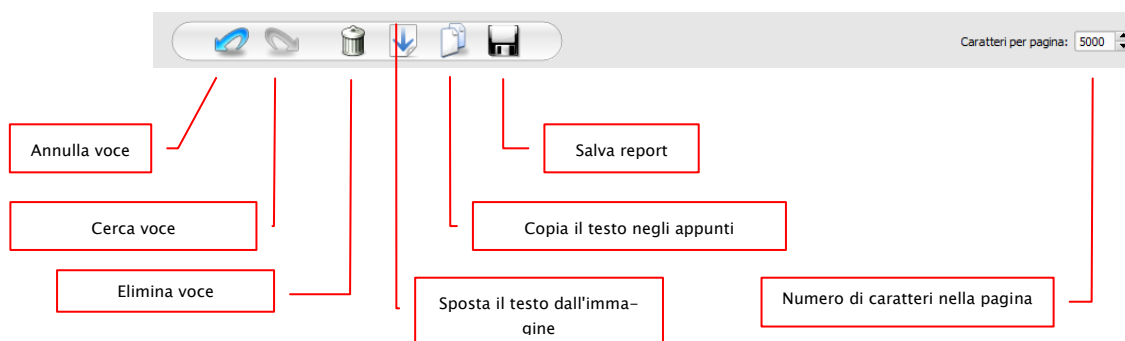 Caratteri per pagina: 5000
Annulla voce
Salva report
Cerca voce
Copia il testo negli appunti
Elimina voce
Sposta il testo dall'imma-
gine
Numero di caratteri nella pagina